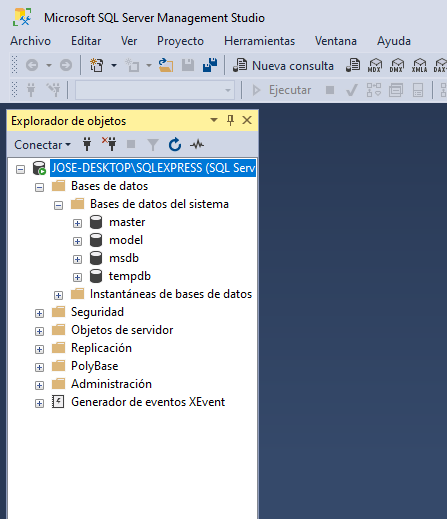 Microsoft SQL Server Management Studio
Archivo Editar Ver Proyecto Herramientas Ventana Ayuda
Nueva consulta MDX DMX XMLA DAX
Ejecutar
Explorador de objetos
Conectar
JOSE-DESKTOP\SQLEXPRESS (SQL Serv
Bases de datos
Bases de datos del sistema
master
model
msdb
tempdb
Instantáneas de bases de datos
Seguridad
Objetos de servidor
Replicación
PolyBase
Administración
Generador de eventos XEvent